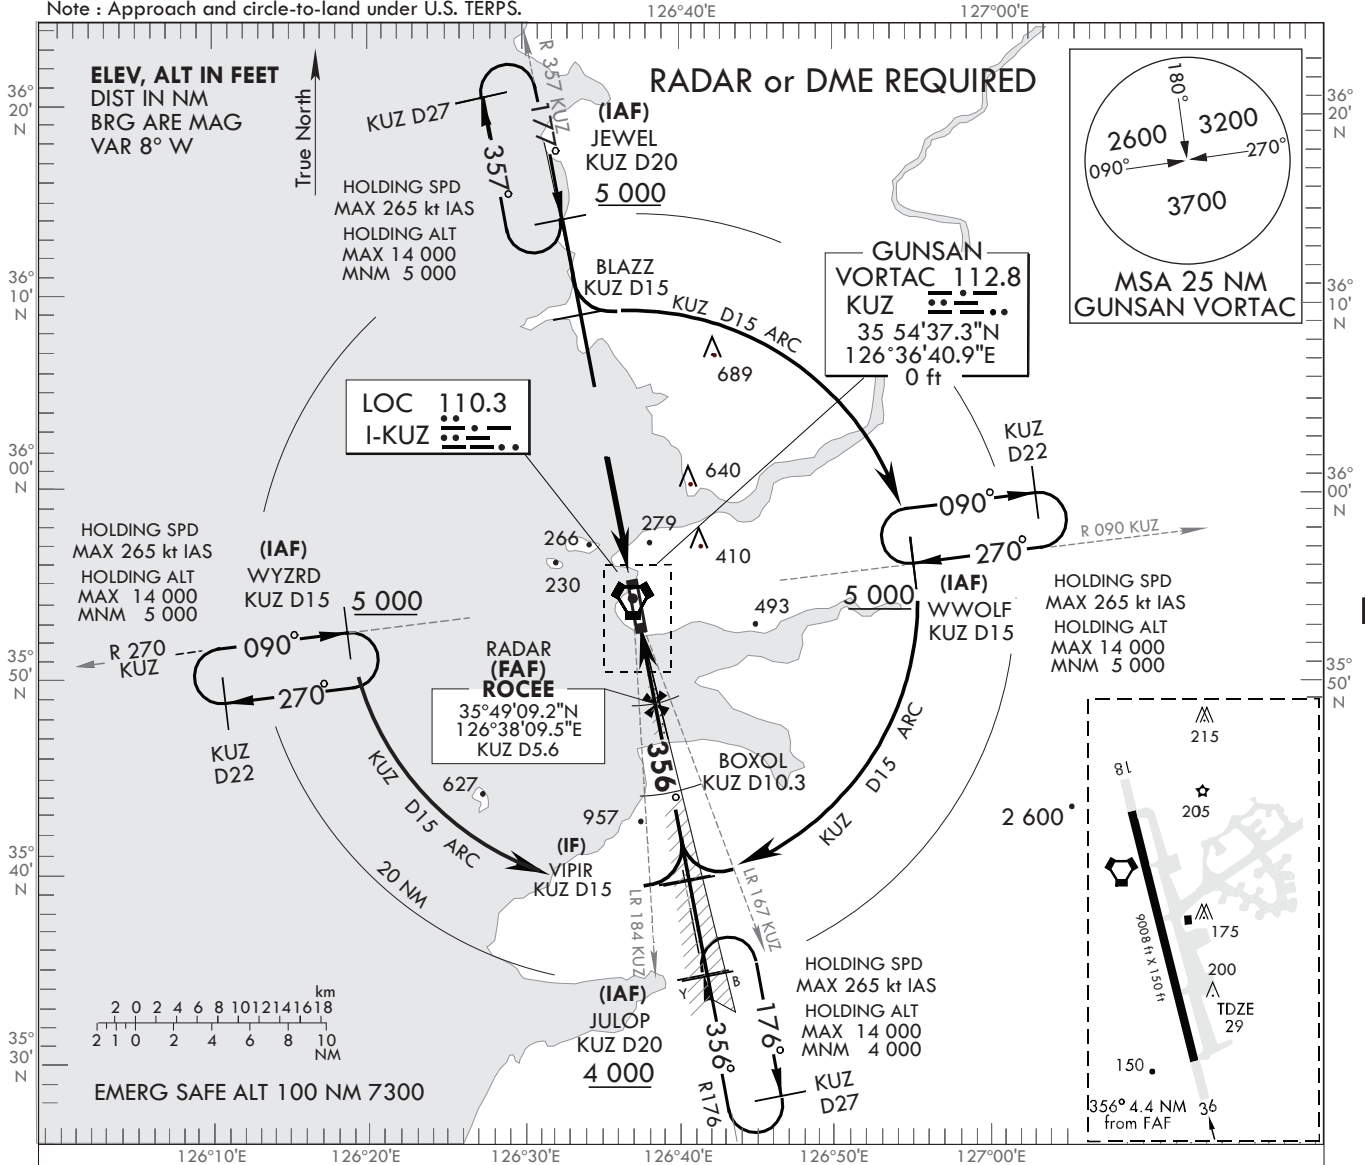 Note : Approach and circle-to-land under U.S. TERPS.
126°40'E
127°00'E
ELEV, ALT IN FEET
DIST IN NM
BRG ARE MAG
VAR 8° W
True North
RADAR or DME REQUIRED
36°
20'
N
36°
20'
N
KUZ D27
R 357 KUZ
177°
357°
(IAF)
JEWEL
KUZ D20
5 000
HOLDING SPD
MAX 265 kt IAS
HOLDING ALT
MAX 14 000
MNM 5 000
180°
2600
3200
090°
270°
3700
MSA 25 NM
GUNSAN VORTAC
36°
10'
N
36°
10'
N
BLAZZ
KUZ D15
KUZ D15 ARC
GUNSAN
VORTAC 112.8
KUZ
35 54'37.3"N
126°36'40.9"E
0 ft
689
LOC 110.3
I-KUZ
36°
00'
N
36°
00'
N
640
KUZ
D22
090°
270°
R 090 KUZ
279
266
410
230
493
HOLDING SPD
MAX 265 kt IAS
HOLDING ALT
MAX 14 000
MNM 5 000
(IAF)
WYZRD
KUZ D15
5 000
R 270
KUZ
090°
270°
KUZ
D22
5 000
(IAF)
WWOLF
KUZ D15
HOLDING SPD
MAX 265 kt IAS
HOLDING ALT
MAX 14 000
MNM 5 000
35°
50'
N
35°
50'
N
RADAR
(FAF)
ROCEE
35°49'09.2"N
126°38'09.5"E
KUZ D5.6
356°
BOXOL
KUZ D10.3
KUZ D15 ARC
KUZ D15 ARC
627
957
2 600
35°
40'
N
20 NM
(IF)
VIPIR
KUZ D15
LR 184 KUZ
LR 167 KUZ
Y
B
(IAF)
JULOP
KUZ D20
4 000
356°
R176
176°
KUZ
D27
HOLDING SPD
MAX 265 kt IAS
HOLDING ALT
MAX 14 000
MNM 4 000
35°
30'
N
km
2 0 2 4 6 8 10 12 14 16 18
2 1 0 2 4 6 8 10
NM
EMERG SAFE ALT 100 NM 7300
215
18
205
9008 ft X 150 ft
175
200
TDZE
29
150
356° 4.4 NM
from FAF
36
126°10'E
126°20'E
126°30'E
126°40'E
126°50'E
127°00'E